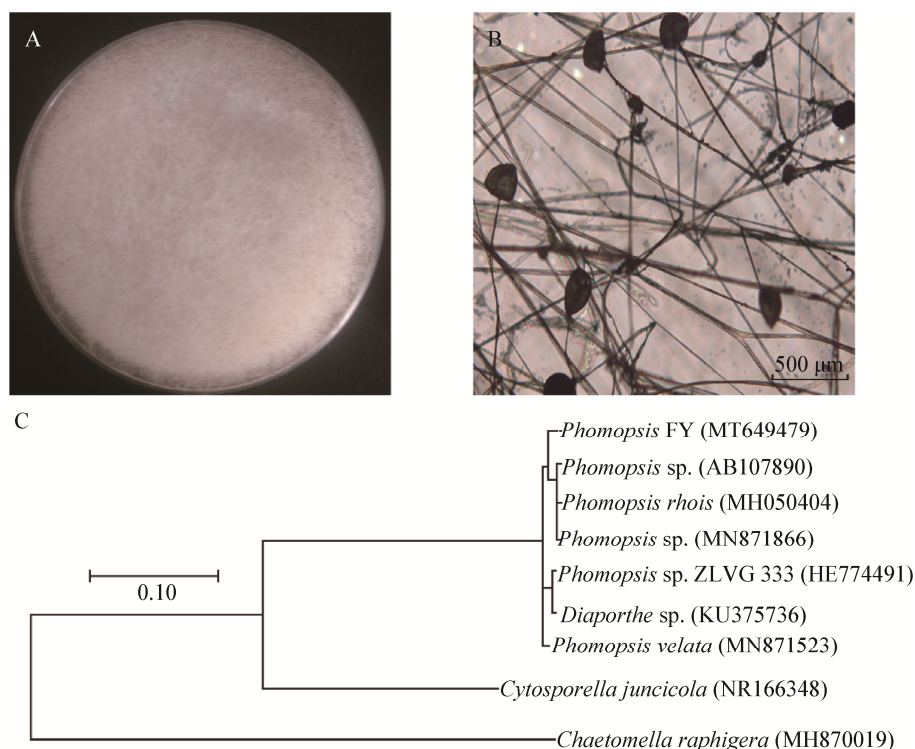 A
B
500 μm
C
Phomopsis FY (MT649479)
Phomopsis sp. (AB107890)
Phomopsis rhois (MH050404)
Phomopsis sp. (MN871866)
Phomopsis sp. ZLVG 333 (HE774491)
Diaporthe sp. (KU375736)
Phomopsis velata (MN871523)
Cytosporella juncicola (NR166348)
Chaetomella raphigera (MH870019)
0.10